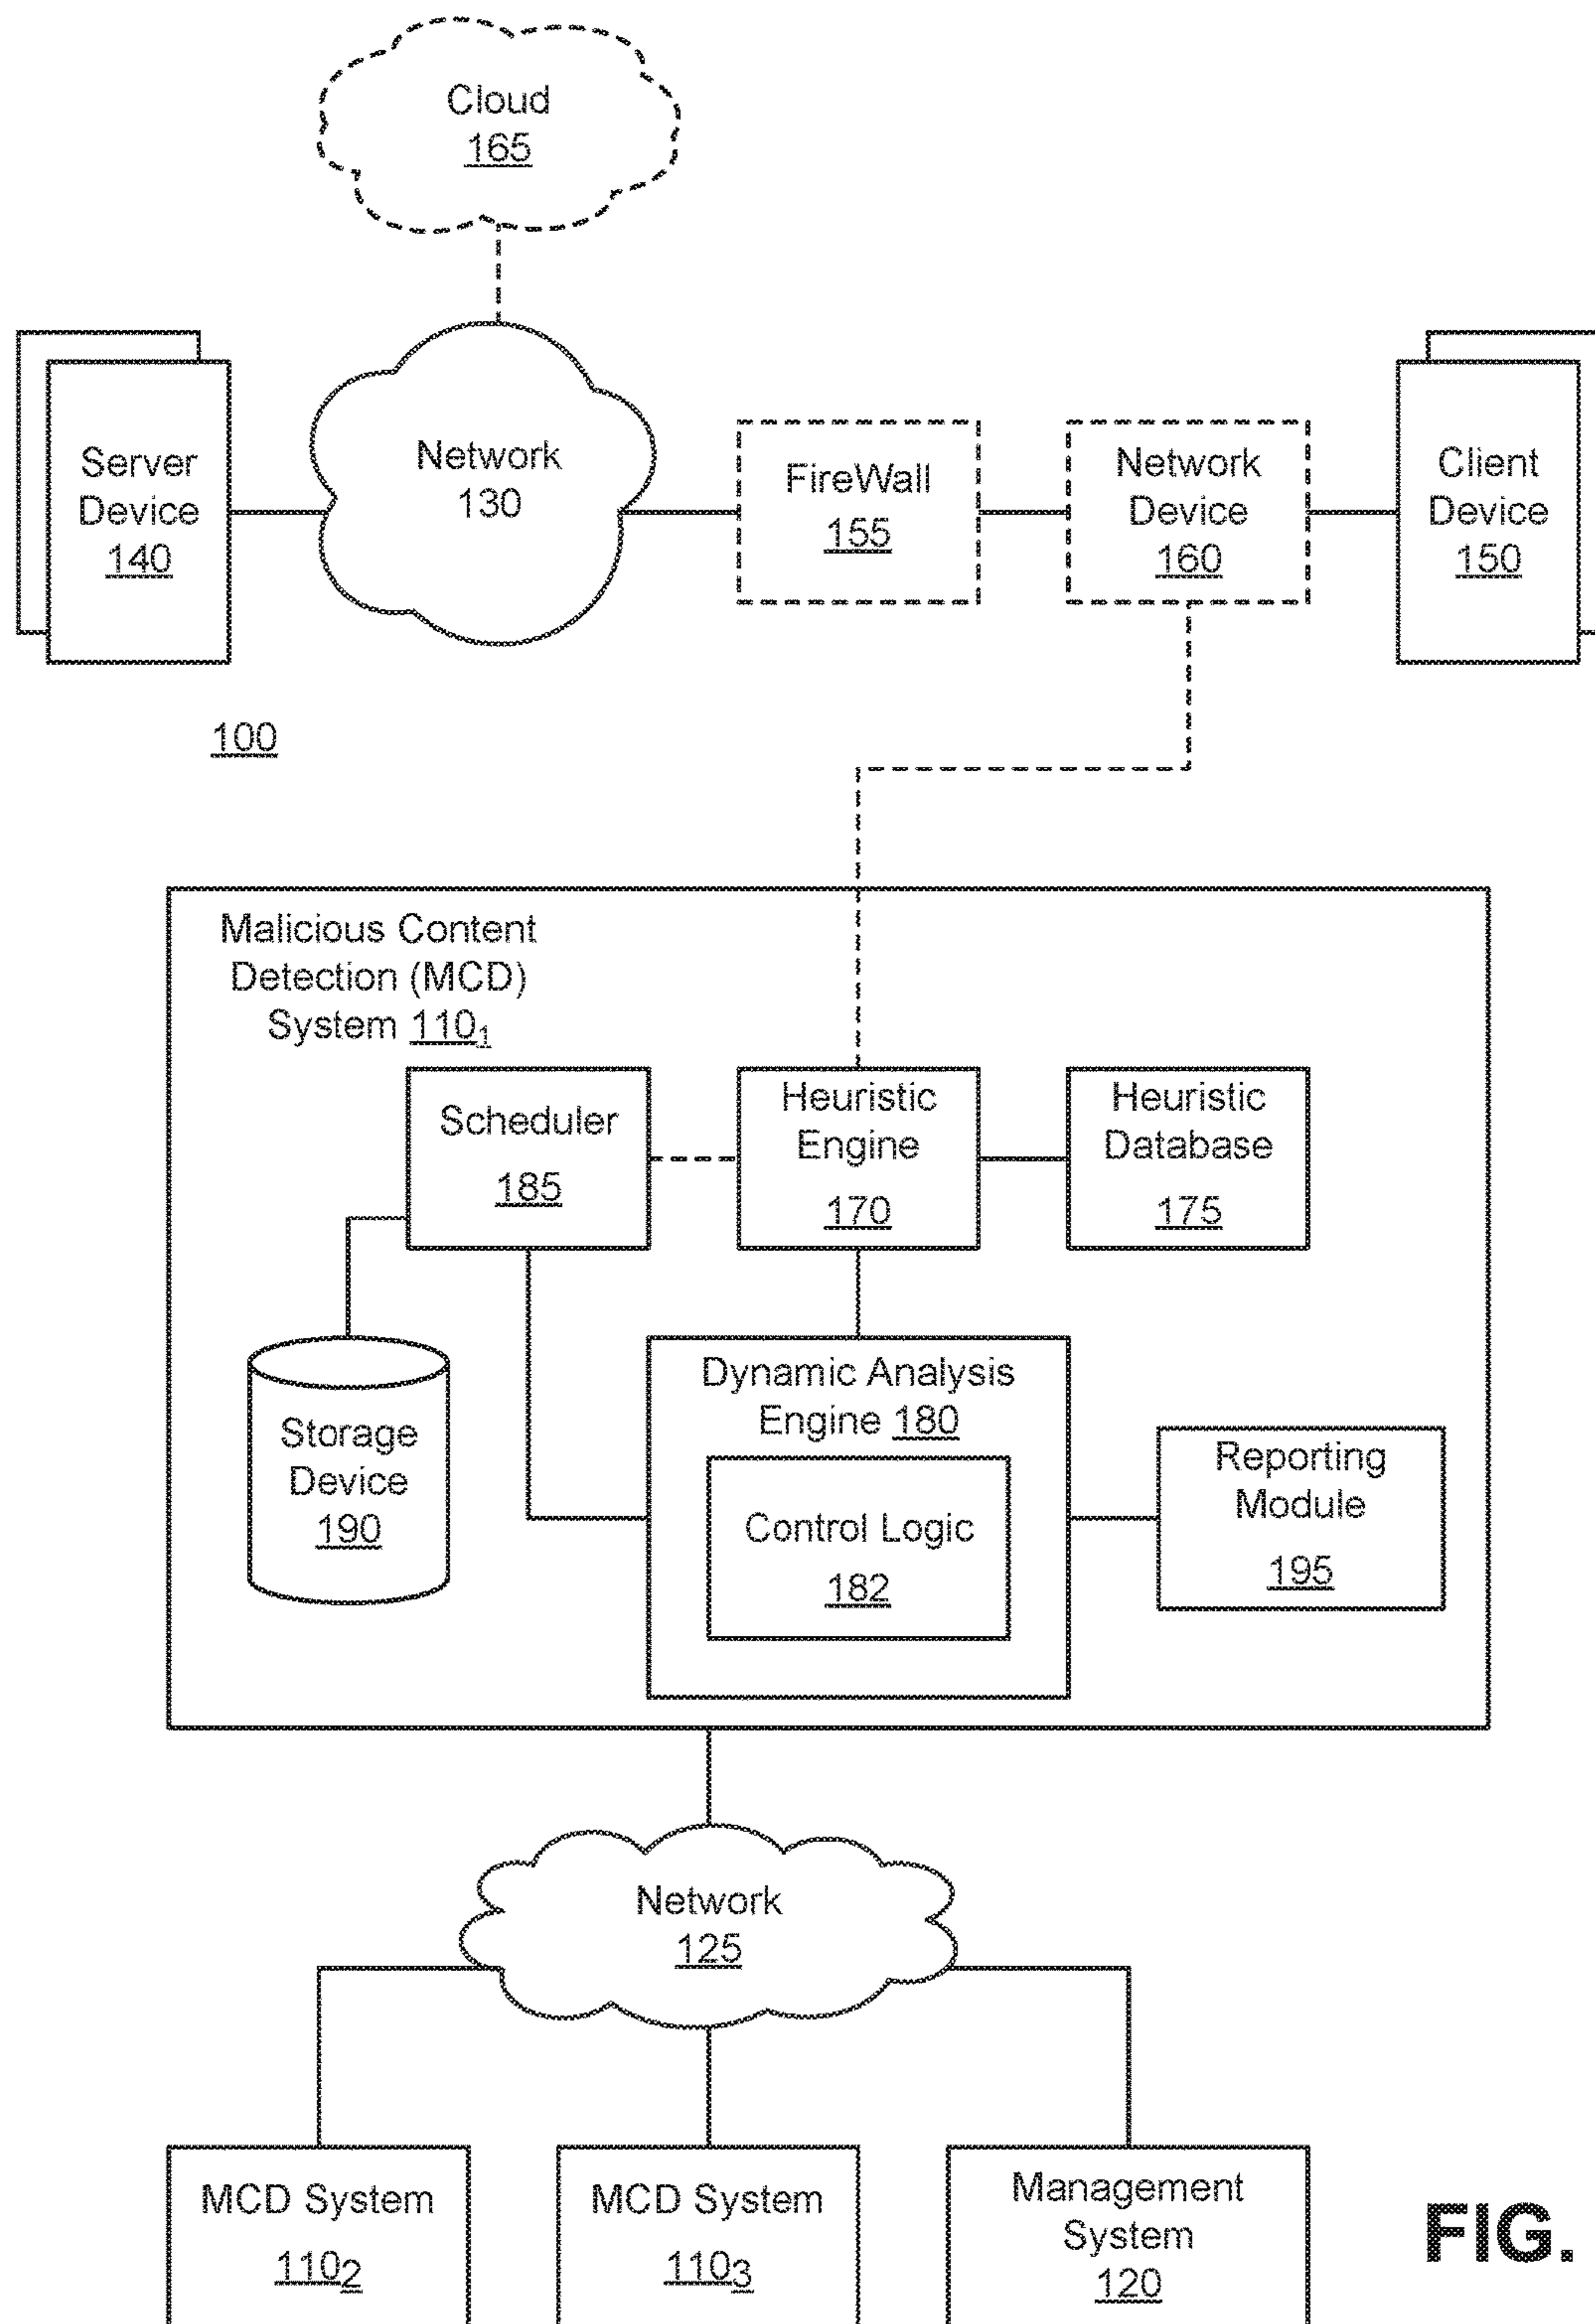 Cloud
165
Server
Device
140
Network
130
FireWall
155
Network
Device
160
Client
Device
150
100
Malicious Content
Detection (MCD)
System 110₁
Scheduler
185
Heuristic
Engine
170
Heuristic
Database
175
Storage
Device
190
Dynamic Analysis
Engine 180
Control Logic
182
Reporting
Module
195
Network
125
MCD System
110₂
MCD System
110₃
Management
System
120
FIG.